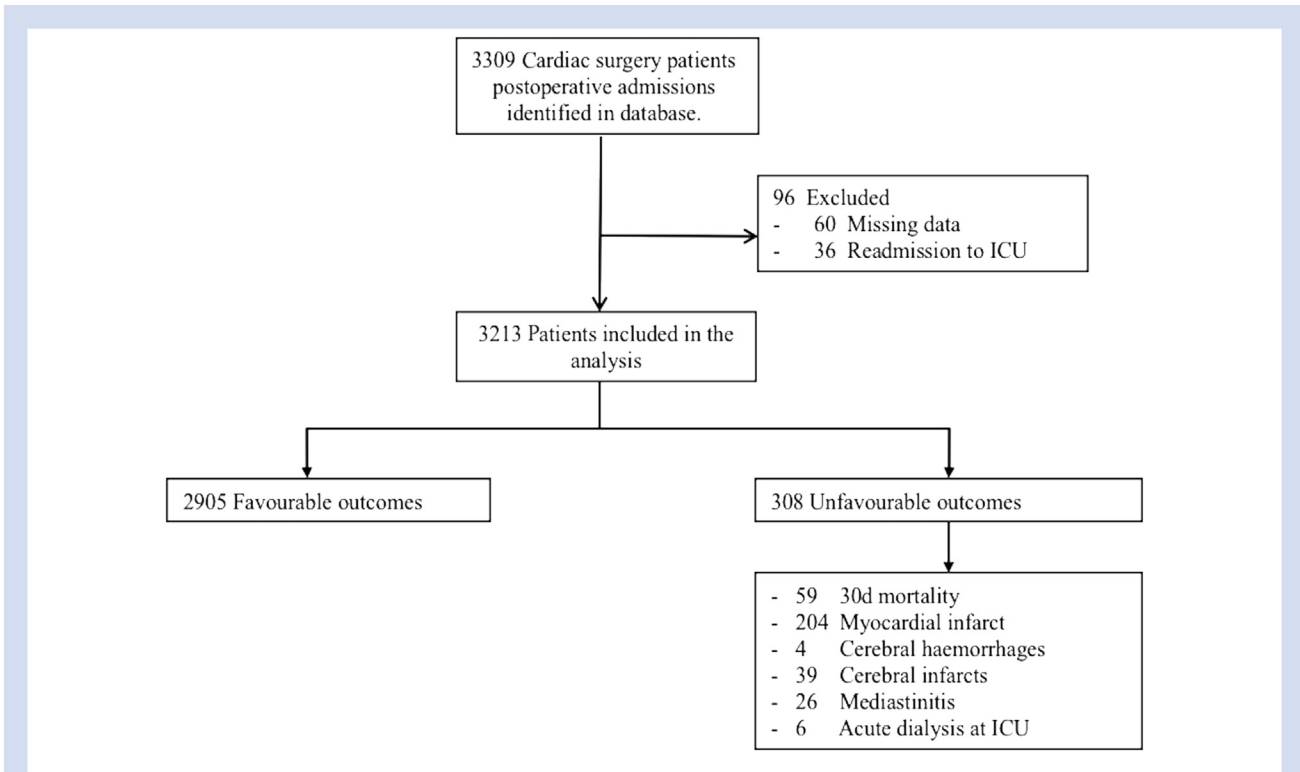 3309 Cardiac surgery patients
postoperative admissions
identified in database.
96 Excluded
- 60 Missing data
- 36 Readmission to ICU
3213 Patients included in the
analysis
2905 Favourable outcomes
308 Unfavourable outcomes
- 59 30d mortality
- 204 Myocardial infarct
- 4 Cerebral haemorrhages
- 39 Cerebral infarcts
- 26 Mediastinitis
- 6 Acute dialysis at ICU